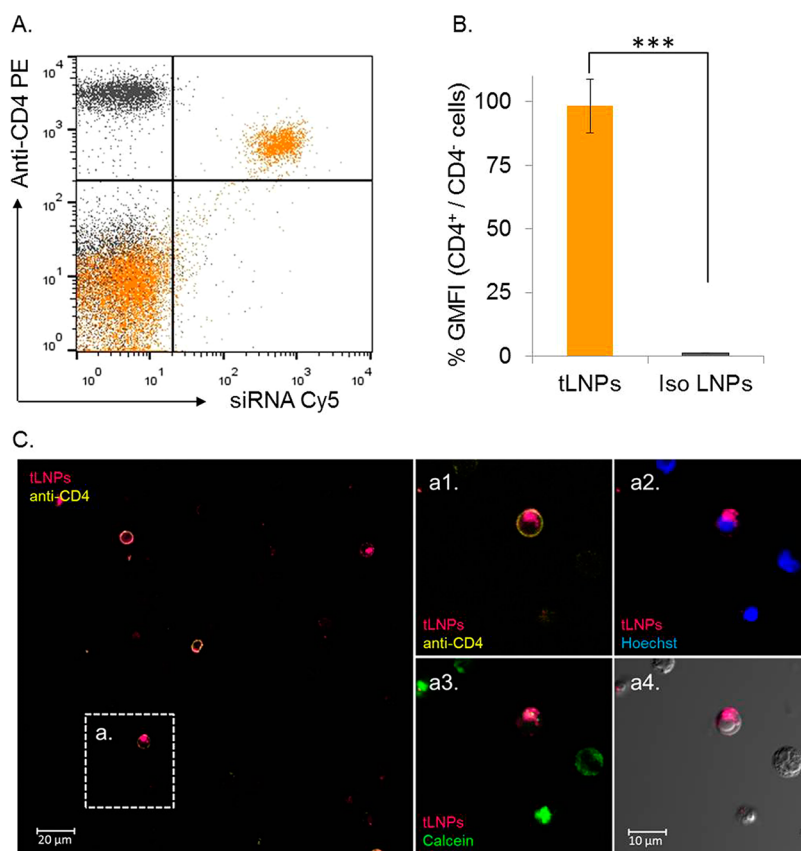 A.
Anti-CD4 PE
10^4
10^3
10^2
10^1
10^0
10^0 10^1 10^2 10^3 10^4
siRNA Cy5
B.
***
% GMFI (CD4⁺ / CD4⁻ cells)
100
75
50
25
0
tLNPs Iso LNPs
C.
tLNPs
anti-CD4
a.
20 μm
a1.
tLNPs
anti-CD4
a2.
tLNPs
Hoechst
a3.
tLNPs
Calcein
a4.
10 μm